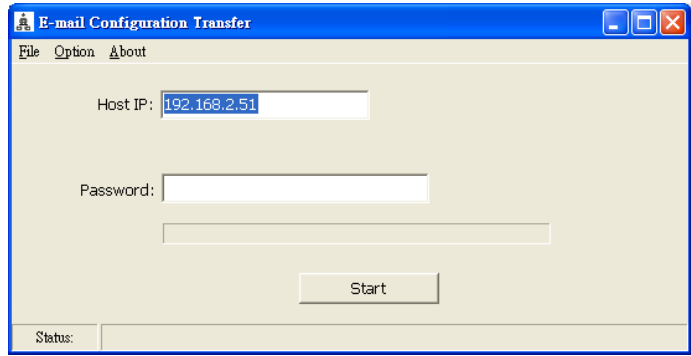 E-mail Configuration Transfer
File Option About
Host IP: 192.168.2.51
Password:
Start
Status: